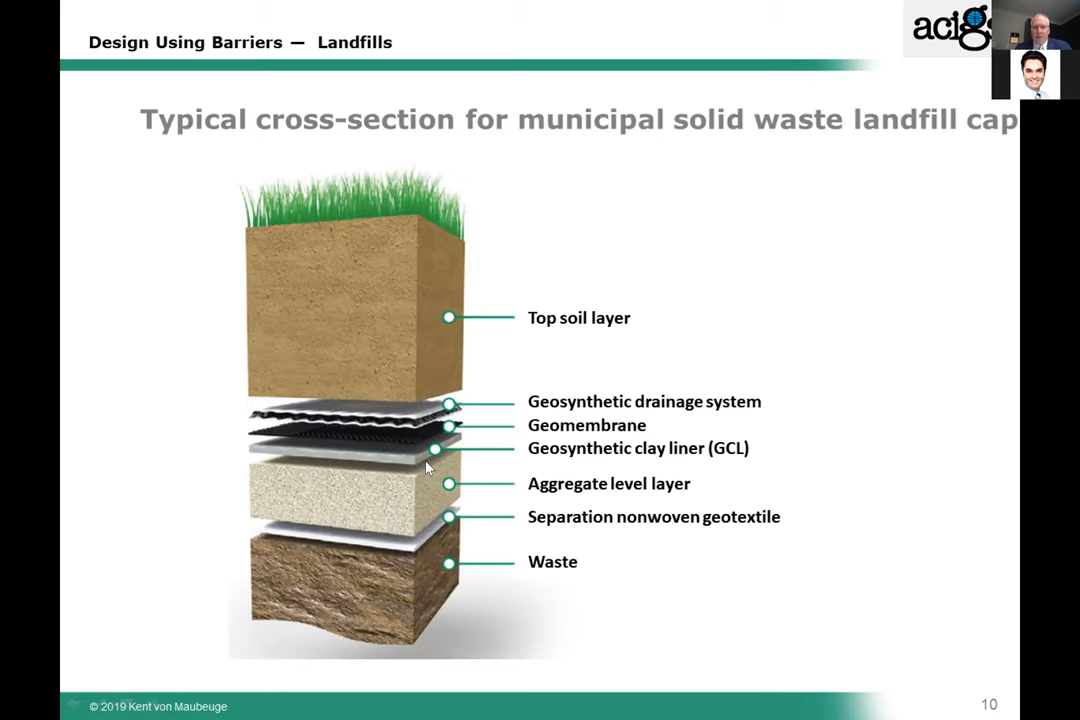 Design Using Barriers — Landfills
acigs
Typical cross-section for municipal solid waste landfill cap
Top soil layer
Geosynthetic drainage system
Geomembrane
Geosynthetic clay liner (GCL)
Aggregate level layer
Separation nonwoven geotextile
Waste
© 2019 Kent von Maubeuge
10